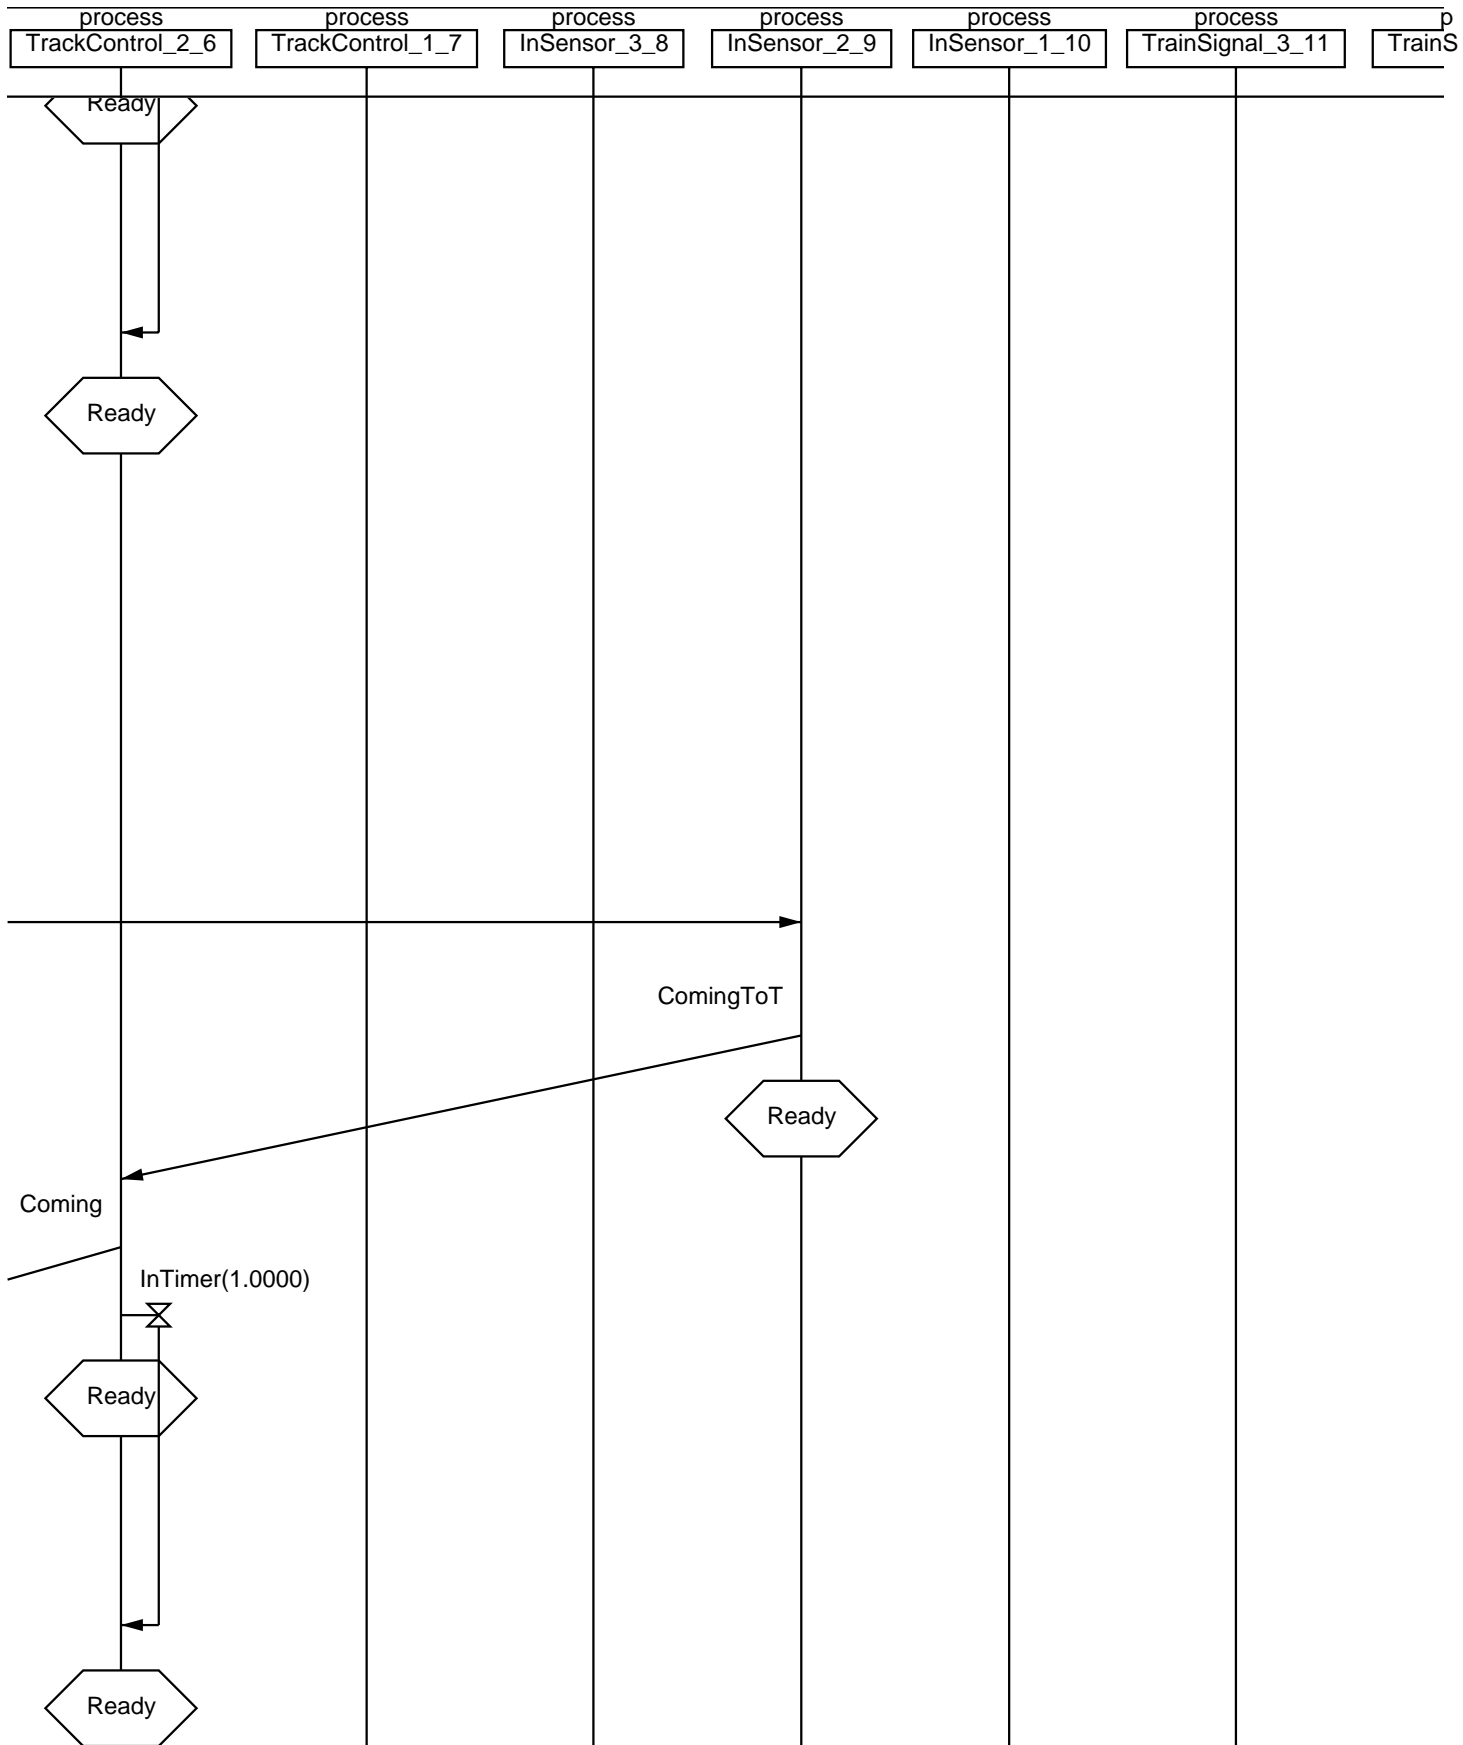 process process process process process process p
TrackControl_2_6 TrackControl_1_7 InSensor_3_8 InSensor_2_9 InSensor_1_10 TrainSignal_3_11 TrainS
Ready
Ready
ComingToT
Ready
Coming
InTimer(1.0000)
Ready
Ready